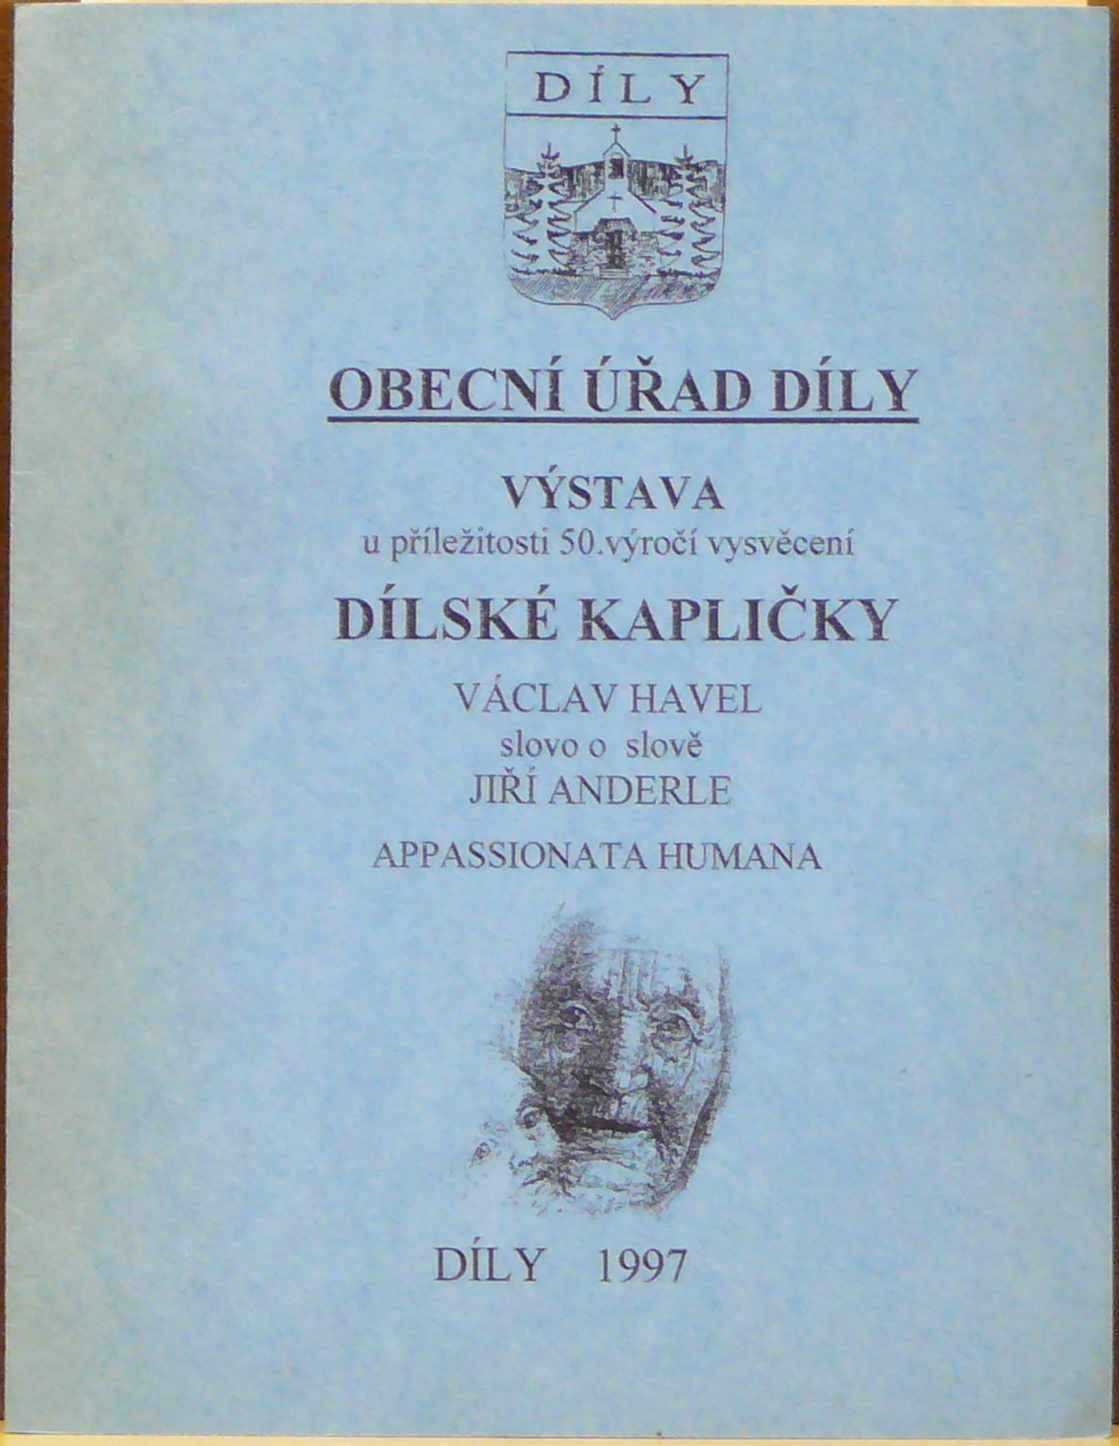 DÍLY
OBECNÍ ÚŘAD DÍLY
VÝSTAVA
u příležitosti 50.výročí vysvěcení
DÍLSKÉ KAPLIČKY
VÁCLAV HAVEL
slovo o slově
JIŘÍ ANDERLE
APPASSIONATA HUMANA
DÍLY 1997